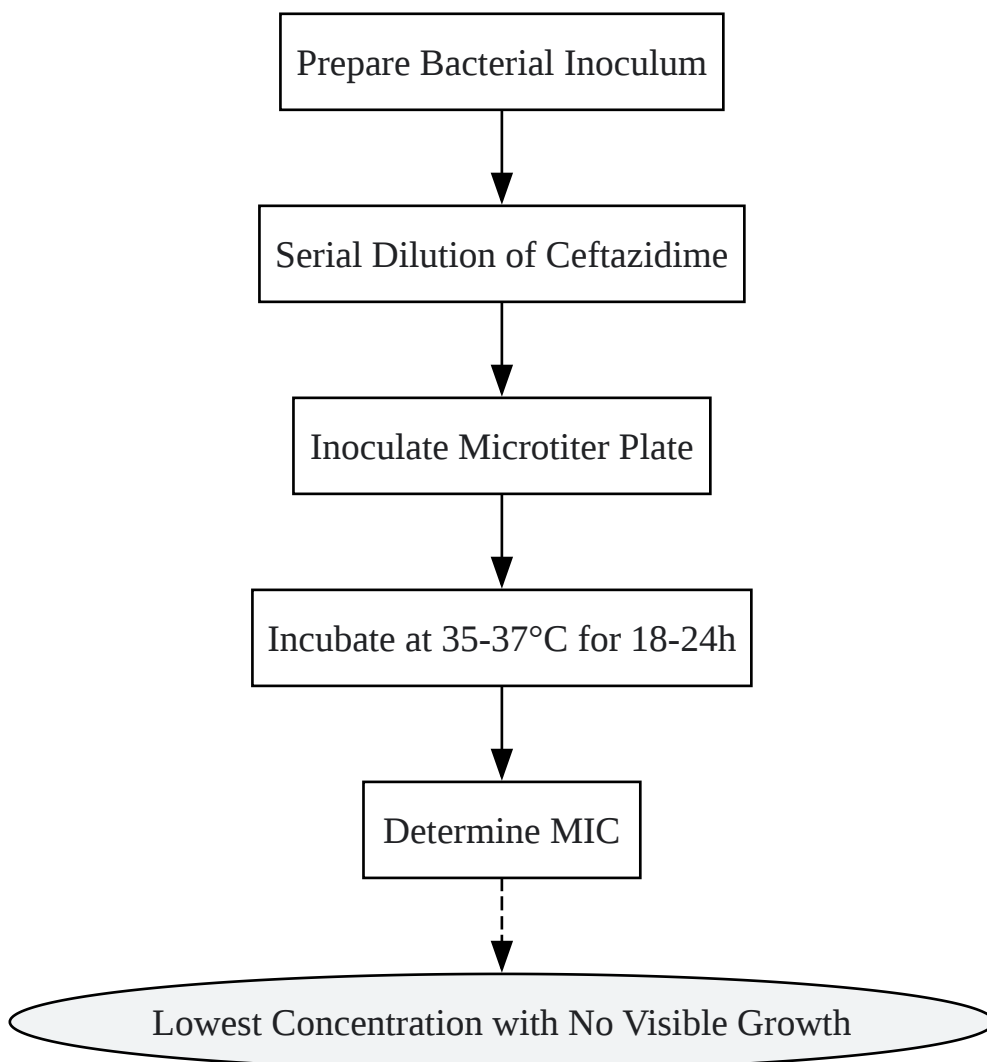 Prepare Bacterial Inoculum
Serial Dilution of Ceftazidime
Inoculate Microtiter Plate
Incubate at 35-37°C for 18-24h
Determine MIC
Lowest Concentration with No Visible Growth